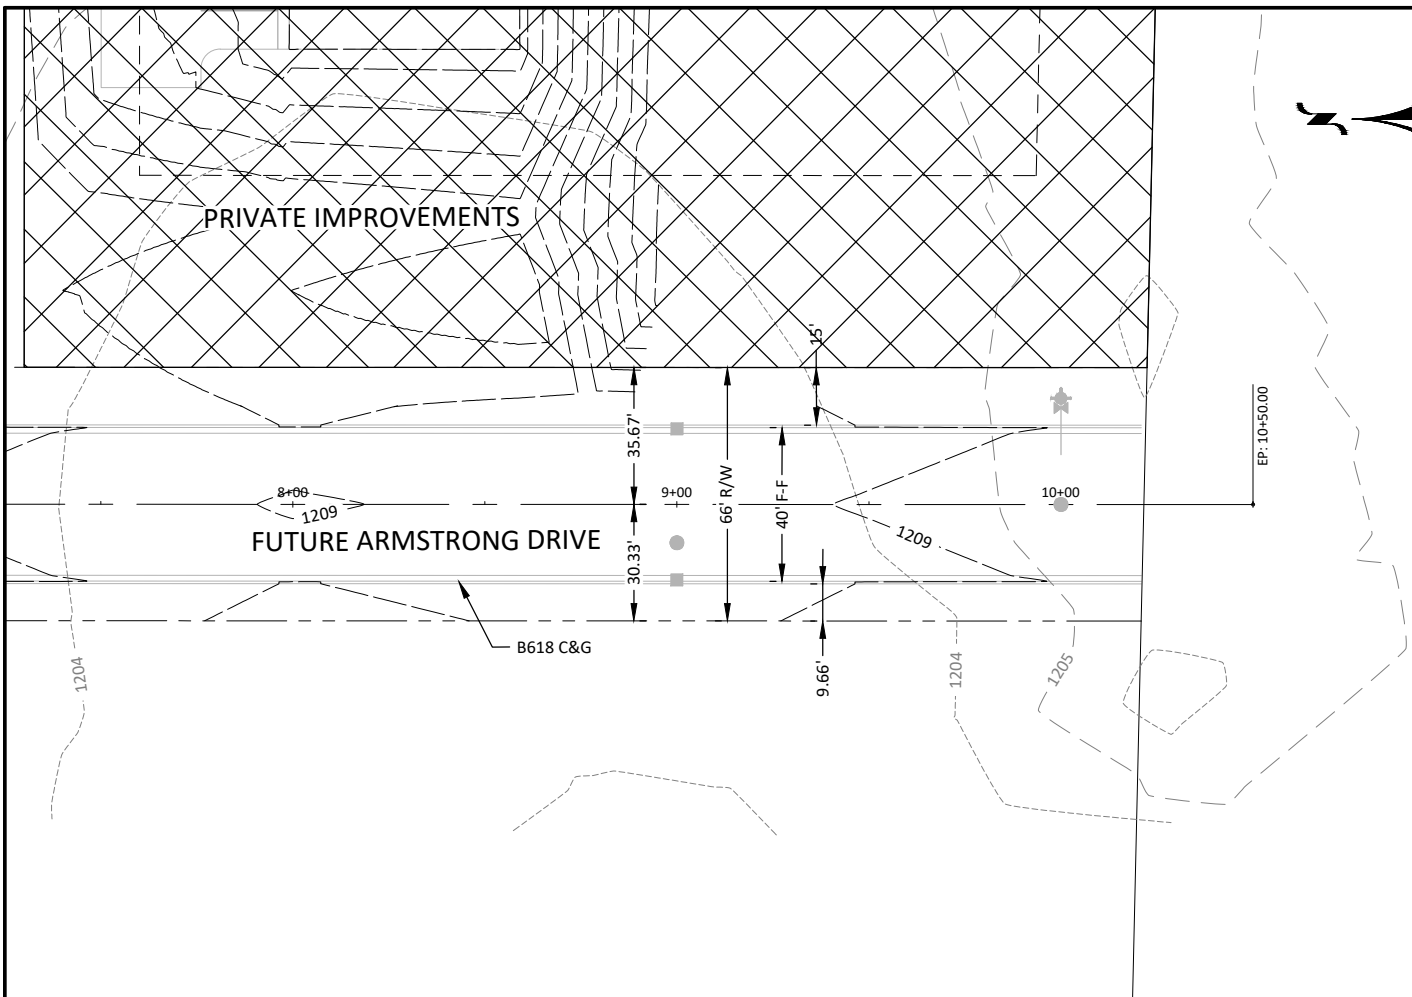 PRIVATE IMPROVEMENTS
15'
35.67'
66' R/W
40' F-F
EP: 10+50.00
8+00
9+00
10+00
1209
1209
FUTURE ARMSTRONG DRIVE
30.33'
B618 C&G
9.66'
1204
1204
1205
N